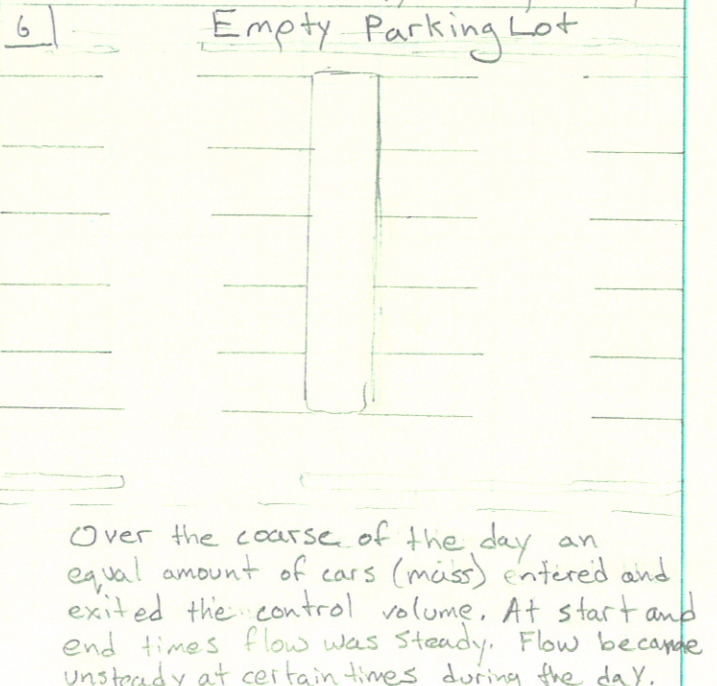 6
Empty Parking Lot
Over the coarse of the day an
equal amount of cars (mass) entered and
exited the control volume. At start and
end times flow was steady. Flow became
unsteady at certain times during the day.